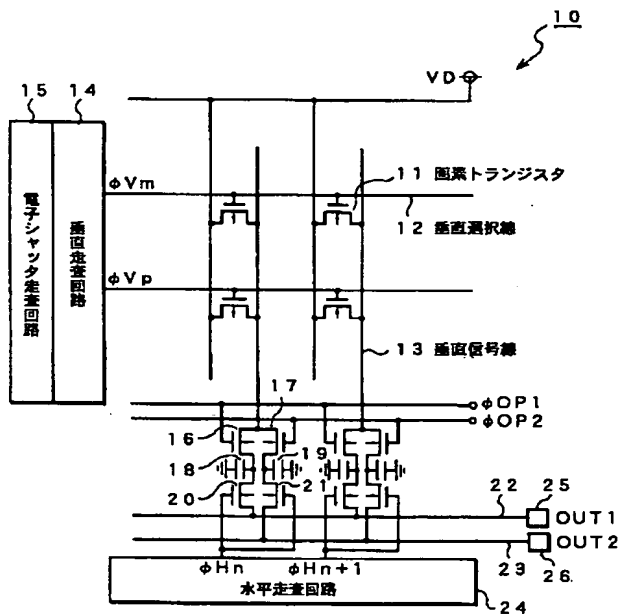 10
VD
15 14
電子シャッタ走査回路
垂直走査回路
φVm
11 画素トランジスタ
12 垂直選択線
φVp
13 垂直信号線
φOP1
φOP2
16
17
18
19
20
21
22
25
OUT1
OUT2
23
26
φHn
φHn+1
水平走査回路
24